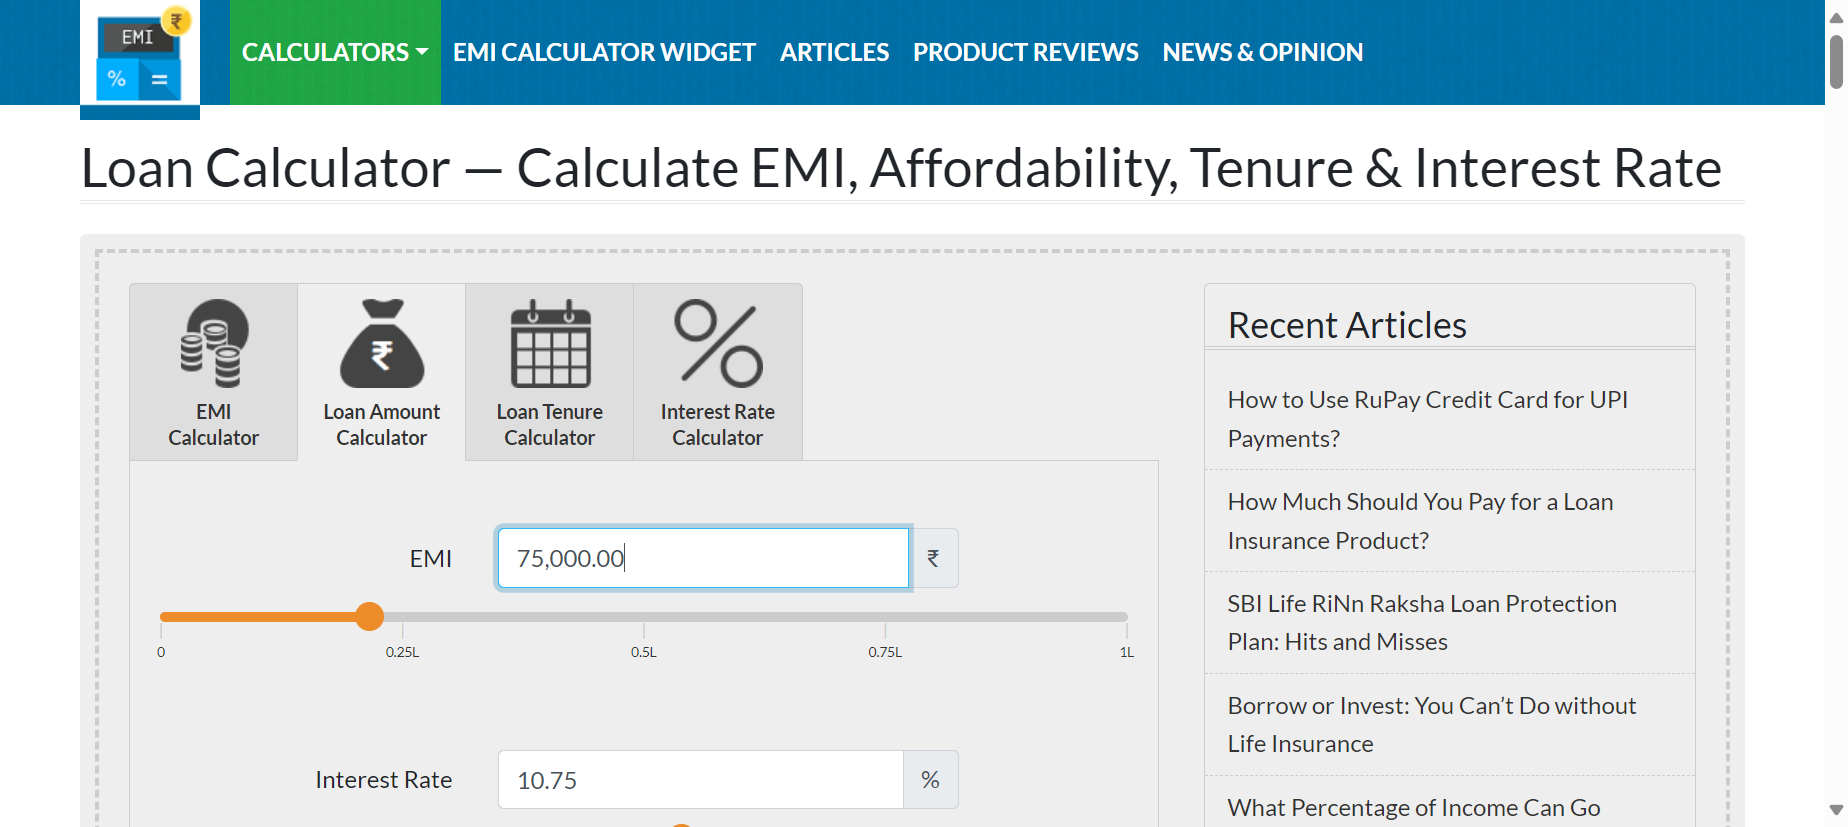 EMI
₹
%
=
CALCULATORS
EMI CALCULATOR WIDGET
ARTICLES
PRODUCT REVIEWS
NEWS & OPINION
Loan Calculator — Calculate EMI, Affordability, Tenure & Interest Rate
EMI
Calculator
₹
Loan Amount
Calculator
Loan Tenure
Calculator
Interest Rate
Calculator
EMI
75,000.00
₹
0
0.25L
0.5L
0.75L
1L
Interest Rate
10.75
%
Recent Articles
How to Use RuPay Credit Card for UPI
Payments?
How Much Should You Pay for a Loan
Insurance Product?
SBI Life RiNn Raksha Loan Protection
Plan: Hits and Misses
Borrow or Invest: You Can’t Do without
Life Insurance
What Percentage of Income Can Go